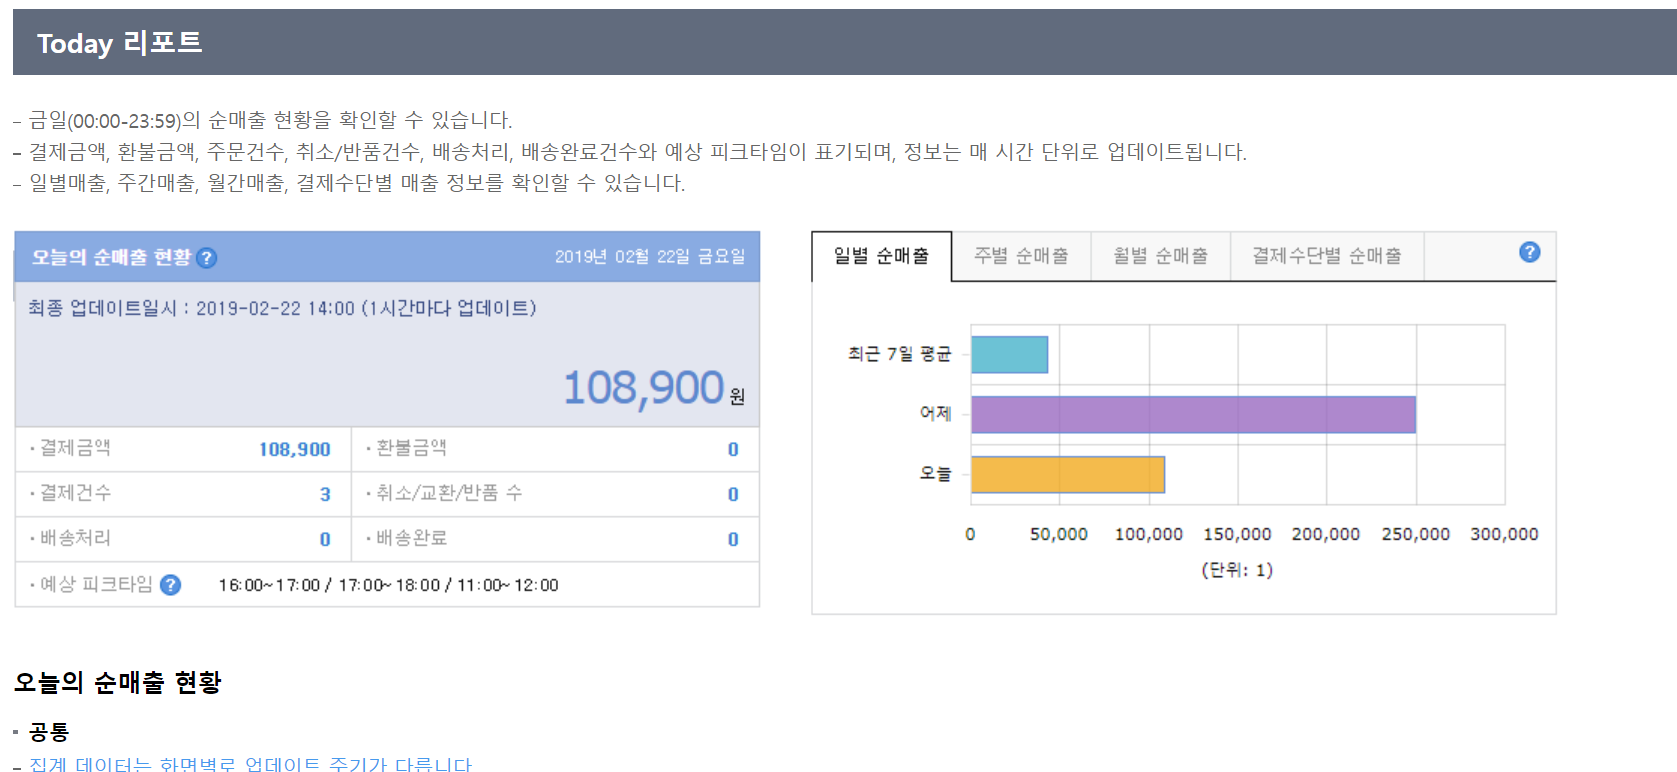 Today 리포트
– 금일(00:00-23:59)의 순매출 현황을 확인할 수 있습니다.
– 결제금액, 환불금액, 주문건수, 취소/반품건수, 배송처리, 배송완료건수와 예상 피크타임이 표기되며, 정보는 매 시간 단위로 업데이트됩니다.
– 일별매출, 주간매출, 월간매출, 결제수단별 매출 정보를 확인할 수 있습니다.
오늘의 순매출 현황 ? 2019년 02월 22일 금요일
최종 업데이트일시 : 2019-02-22 14:00 (1시간마다 업데이트)
108,900 원
· 결제금액 108,900 · 환불금액 0
· 결제건수 3 · 취소/교환/반품 수 0
· 배송처리 0 · 배송완료 0
· 예상 피크타임 ? 16:00~17:00 / 17:00~18:00 / 11:00~12:00
일별 순매출 주별 순매출 월별 순매출 결제수단별 순매출 ?
최근 7일 평균
어제
오늘
0 50,000 100,000 150,000 200,000 250,000 300,000
(단위: 1)
오늘의 순매출 현황
▪ 공통
– 집계 데이터는 화면별로 업데이트 주기가 다릅니다